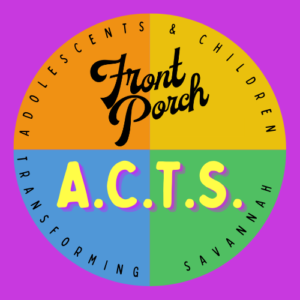 ADOLESCENTS & CHILDREN
Front
Porch
A.C.T.S.
TRANSFORMING SAVANNAH